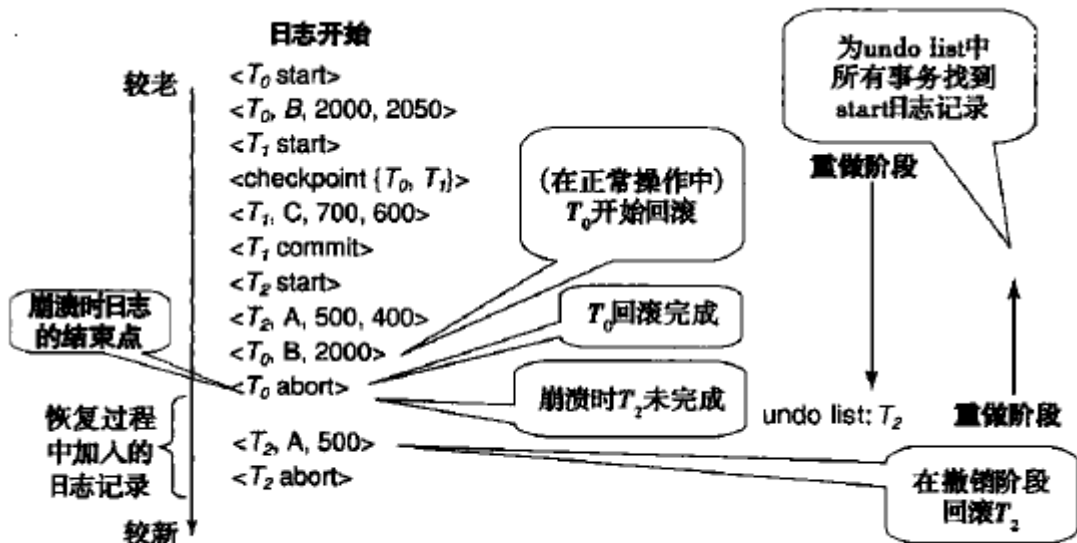 日志开始
较老
<T₀ start>
<T₀, B, 2000, 2050>
<T₁ start>
<checkpoint {T₀, T₁}>
<T₁, C, 700, 600>
<T₁ commit>
<T₂ start>
<T₂, A, 500, 400>
<T₀, B, 2000>
<T₀ abort>
<T₂, A, 500>
<T₂ abort>
较新
崩溃时日志
的结束点
恢复过程
中加入的
日志记录
(在正常操作中)
T₀开始回滚
T₀回滚完成
崩溃时T₂未完成
为undo list中
所有事务找到
start日志记录
重做阶段
undo list: T₂
重做阶段
在撤销阶段
回滚T₂